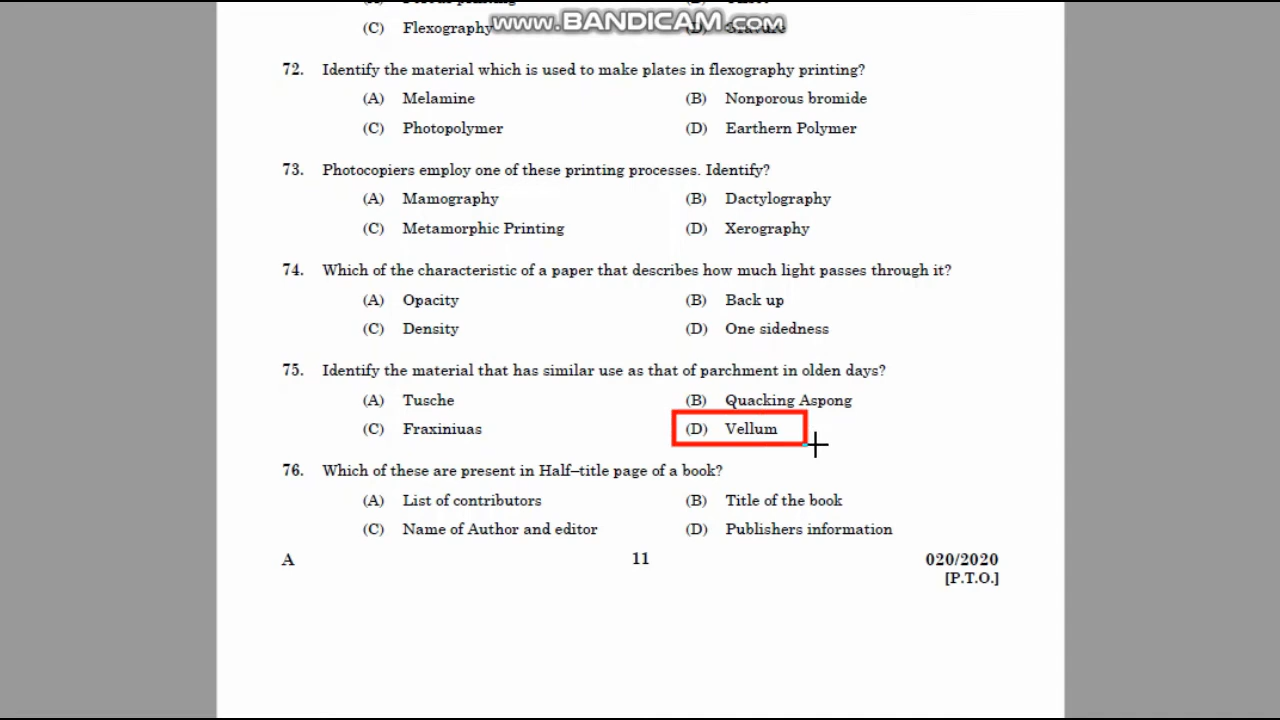 www.BANDICAM.com
(C) Flexography
72. Identify the material which is used to make plates in flexography printing?
(A) Melamine (B) Nonporous bromide
(C) Photopolymer (D) Earthern Polymer
73. Photocopiers employ one of these printing processes. Identify?
(A) Mamography (B) Dactylography
(C) Metamorphic Printing (D) Xerography
74. Which of the characteristic of a paper that describes how much light passes through it?
(A) Opacity (B) Back up
(C) Density (D) One sidedness
75. Identify the material that has similar use as that of parchment in olden days?
(A) Tusche (B) Quacking Aspong
(C) Fraxiniuas (D) Vellum
76. Which of these are present in Half–title page of a book?
(A) List of contributors (B) Title of the book
(C) Name of Author and editor (D) Publishers information
A 11 020/2020
[P.T.O.]